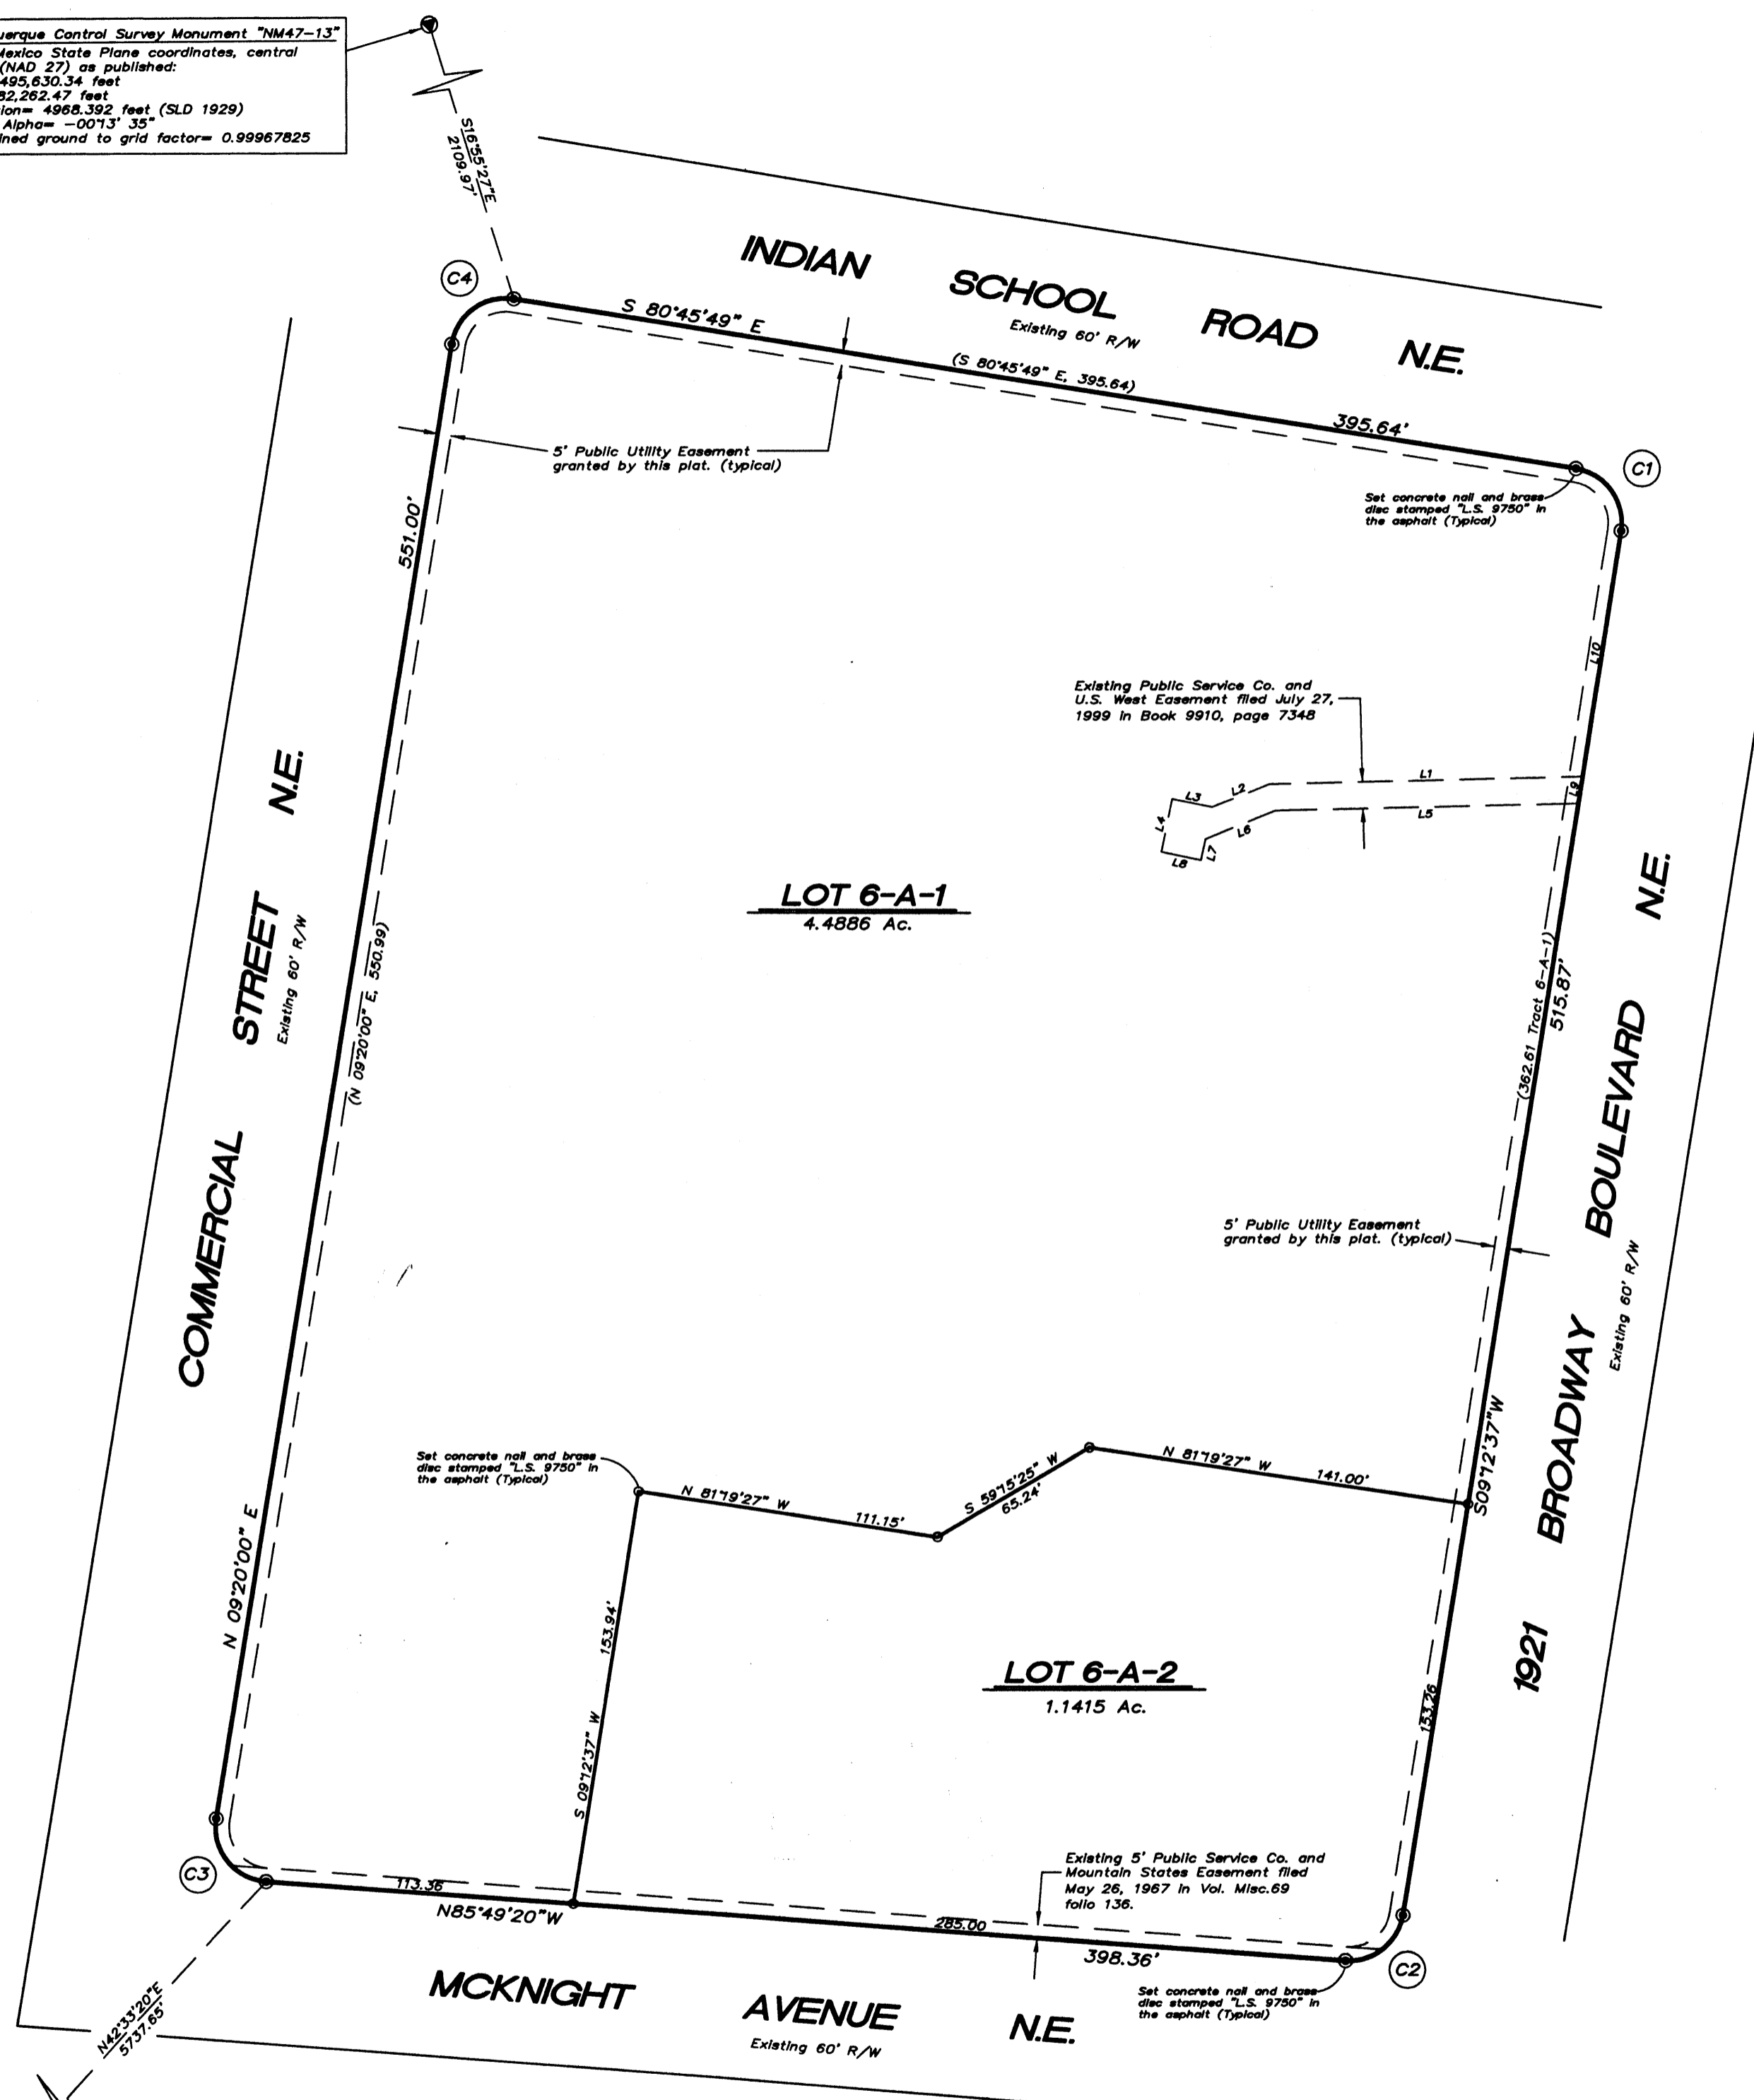 uerque Control Survey Monument "NM47-13"
Mexico State Plane coordinates, central
(NAD 27) as published:
495,630.34 feet
82,262.47 feet
ion= 4968.392 feet (SLD 1929)
Alpha= -00°13' 35"
ined ground to grid factor= 0.99967825
S16°55'27"E
2109.97'
INDIAN SCHOOL ROAD N.E.
Existing 60' R/W
C4
S 80°45'49" E
(S 80°45'49" E, 395.64)
395.64'
C1
5' Public Utility Easement
granted by this plat. (typical)
Set concrete nail and brass
disc stamped "L.S. 9750" in
the asphalt (Typical)
551.00'
L10
Existing Public Service Co. and
U.S. West Easement filed July 27,
1999 in Book 9910, page 7348
L1
L2
L3
L4
L5
L6
L7
L8
L9
LOT 6-A-1
4.4886 Ac.
COMMERCIAL STREET N.E.
Existing 60' R/W
(N 09°20'00" E, 550.99)
N 09°20'00" E
(362.61 Tract 6-A-1)
515.87'
1921 BROADWAY BOULEVARD N.E.
Existing 60' R/W
5' Public Utility Easement
granted by this plat. (typical)
S09°12'37"W
Set concrete nail and brass
disc stamped "L.S. 9750" in
the asphalt (Typical)
N 81°19'27" W
111.15'
S 59°15'25" W
65.24'
N 81°19'27" W
141.00'
153.94'
S 09°12'37" W
LOT 6-A-2
1.1415 Ac.
153.26
C3
113.36
N85°49'20"W
285.00
398.36'
Existing 5' Public Service Co. and
Mountain States Easement filed
May 26, 1967 in Vol. Misc.69
folio 136.
C2
Set concrete nail and brass
disc stamped "L.S. 9750" in
the asphalt (Typical)
MCKNIGHT AVENUE N.E.
Existing 60' R/W
N42°33'20"E
5737.65'